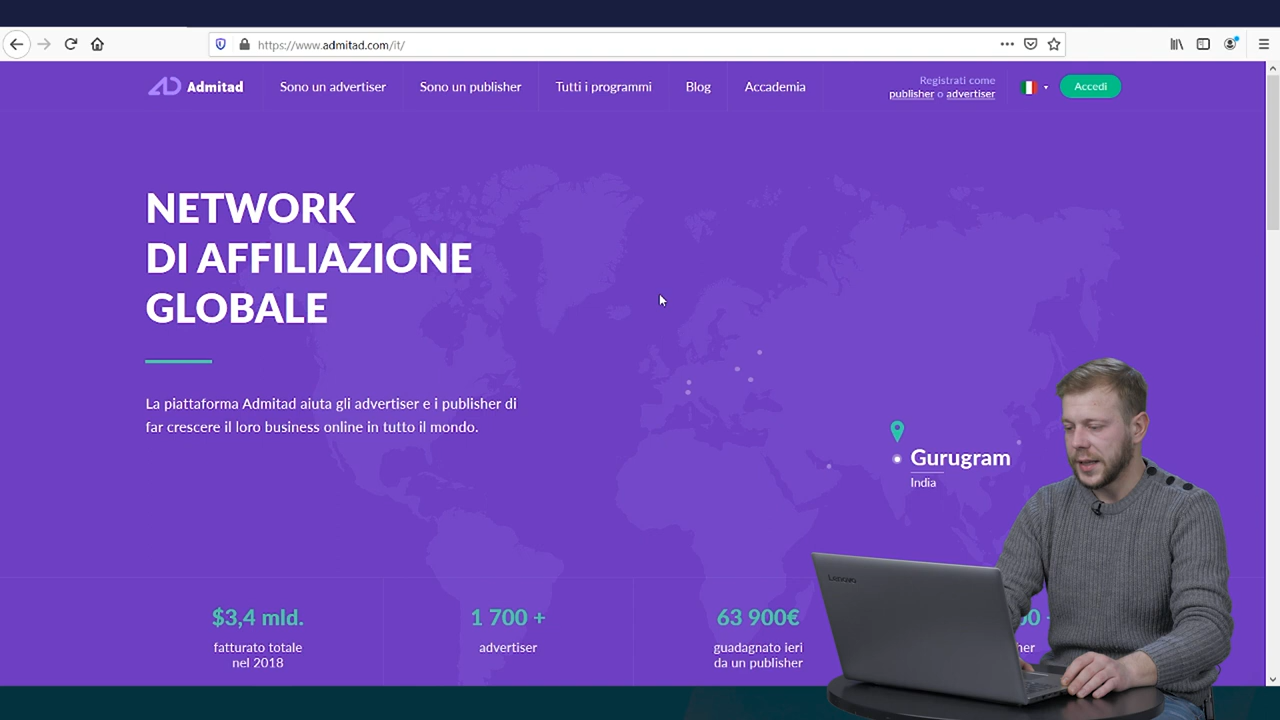 https://www.admitad.com/it/
Admitad
Sono un advertiser
Sono un publisher
Tutti i programmi
Blog
Accademia
Registrati come
publisher o advertiser
Accedi
NETWORK
DI AFFILIAZIONE
GLOBALE
La piattaforma Admitad aiuta gli advertiser e i publisher di
far crescere il loro business online in tutto il mondo.
Gurugram
India
$3,4 mld.
fatturato totale
nel 2018
1 700 +
advertiser
63 900€
guadagnato ieri
da un publisher
Lenovo